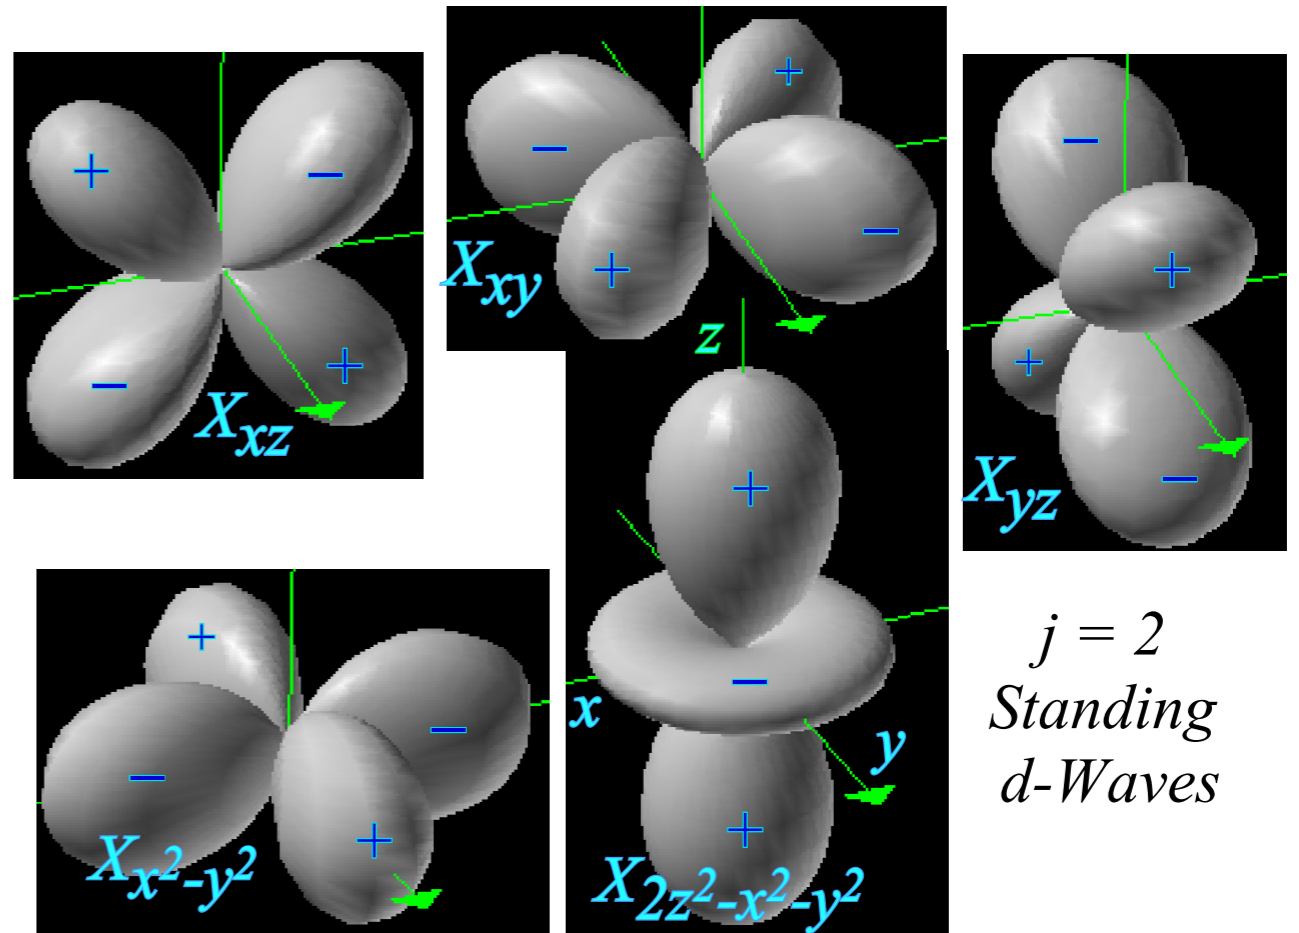 +
−
−
+
X_xz
−
+
+
−
X_xy
−
+
+
−
X_yz
+
−
−
+
X_x²-y²
z
+
−
x
y
+
X_2z²-x²-y²
j = 2
Standing
d-Waves